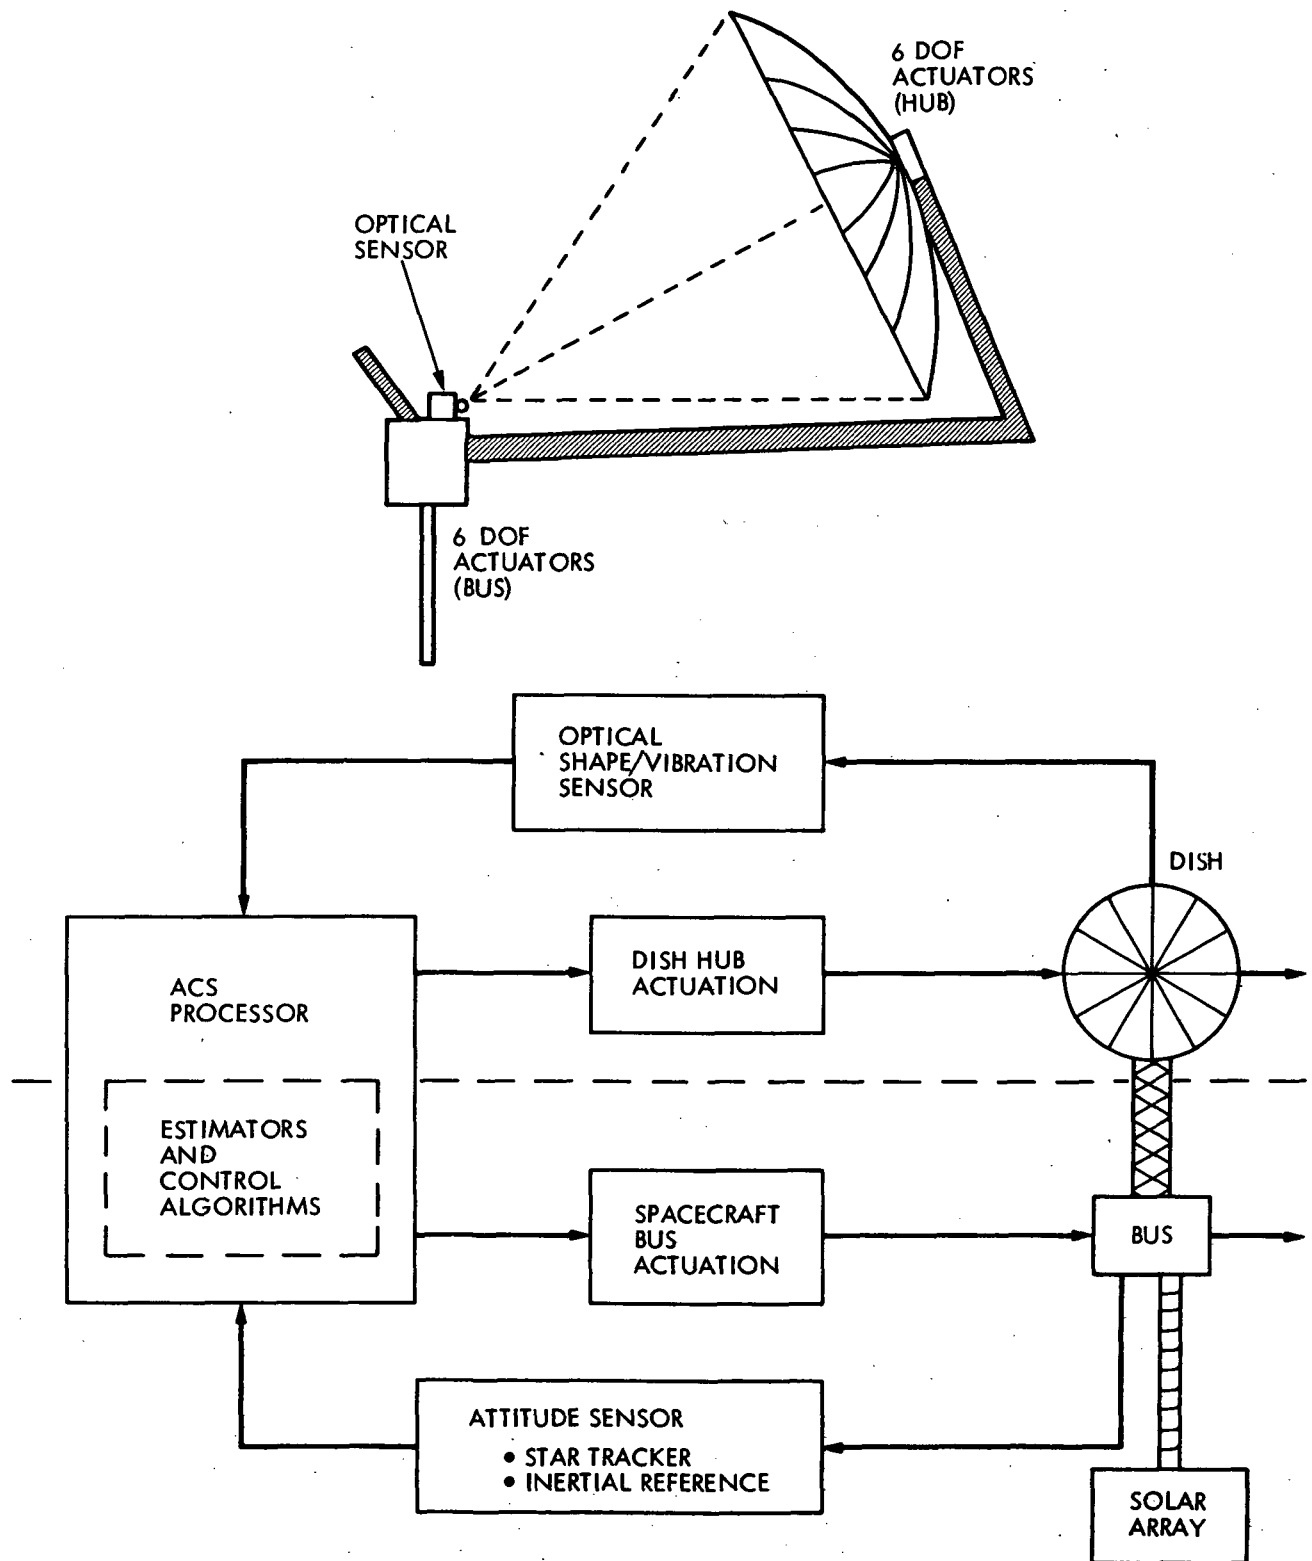 6 DOF
ACTUATORS
(HUB)
OPTICAL
SENSOR
6 DOF
ACTUATORS
(BUS)
OPTICAL
SHAPE/VIBRATION
SENSOR
DISH
ACS
PROCESSOR
DISH HUB
ACTUATION
ESTIMATORS
AND
CONTROL
ALGORITHMS
SPACECRAFT
BUS
ACTUATION
BUS
ATTITUDE SENSOR
• STAR TRACKER
• INERTIAL REFERENCE
SOLAR
ARRAY